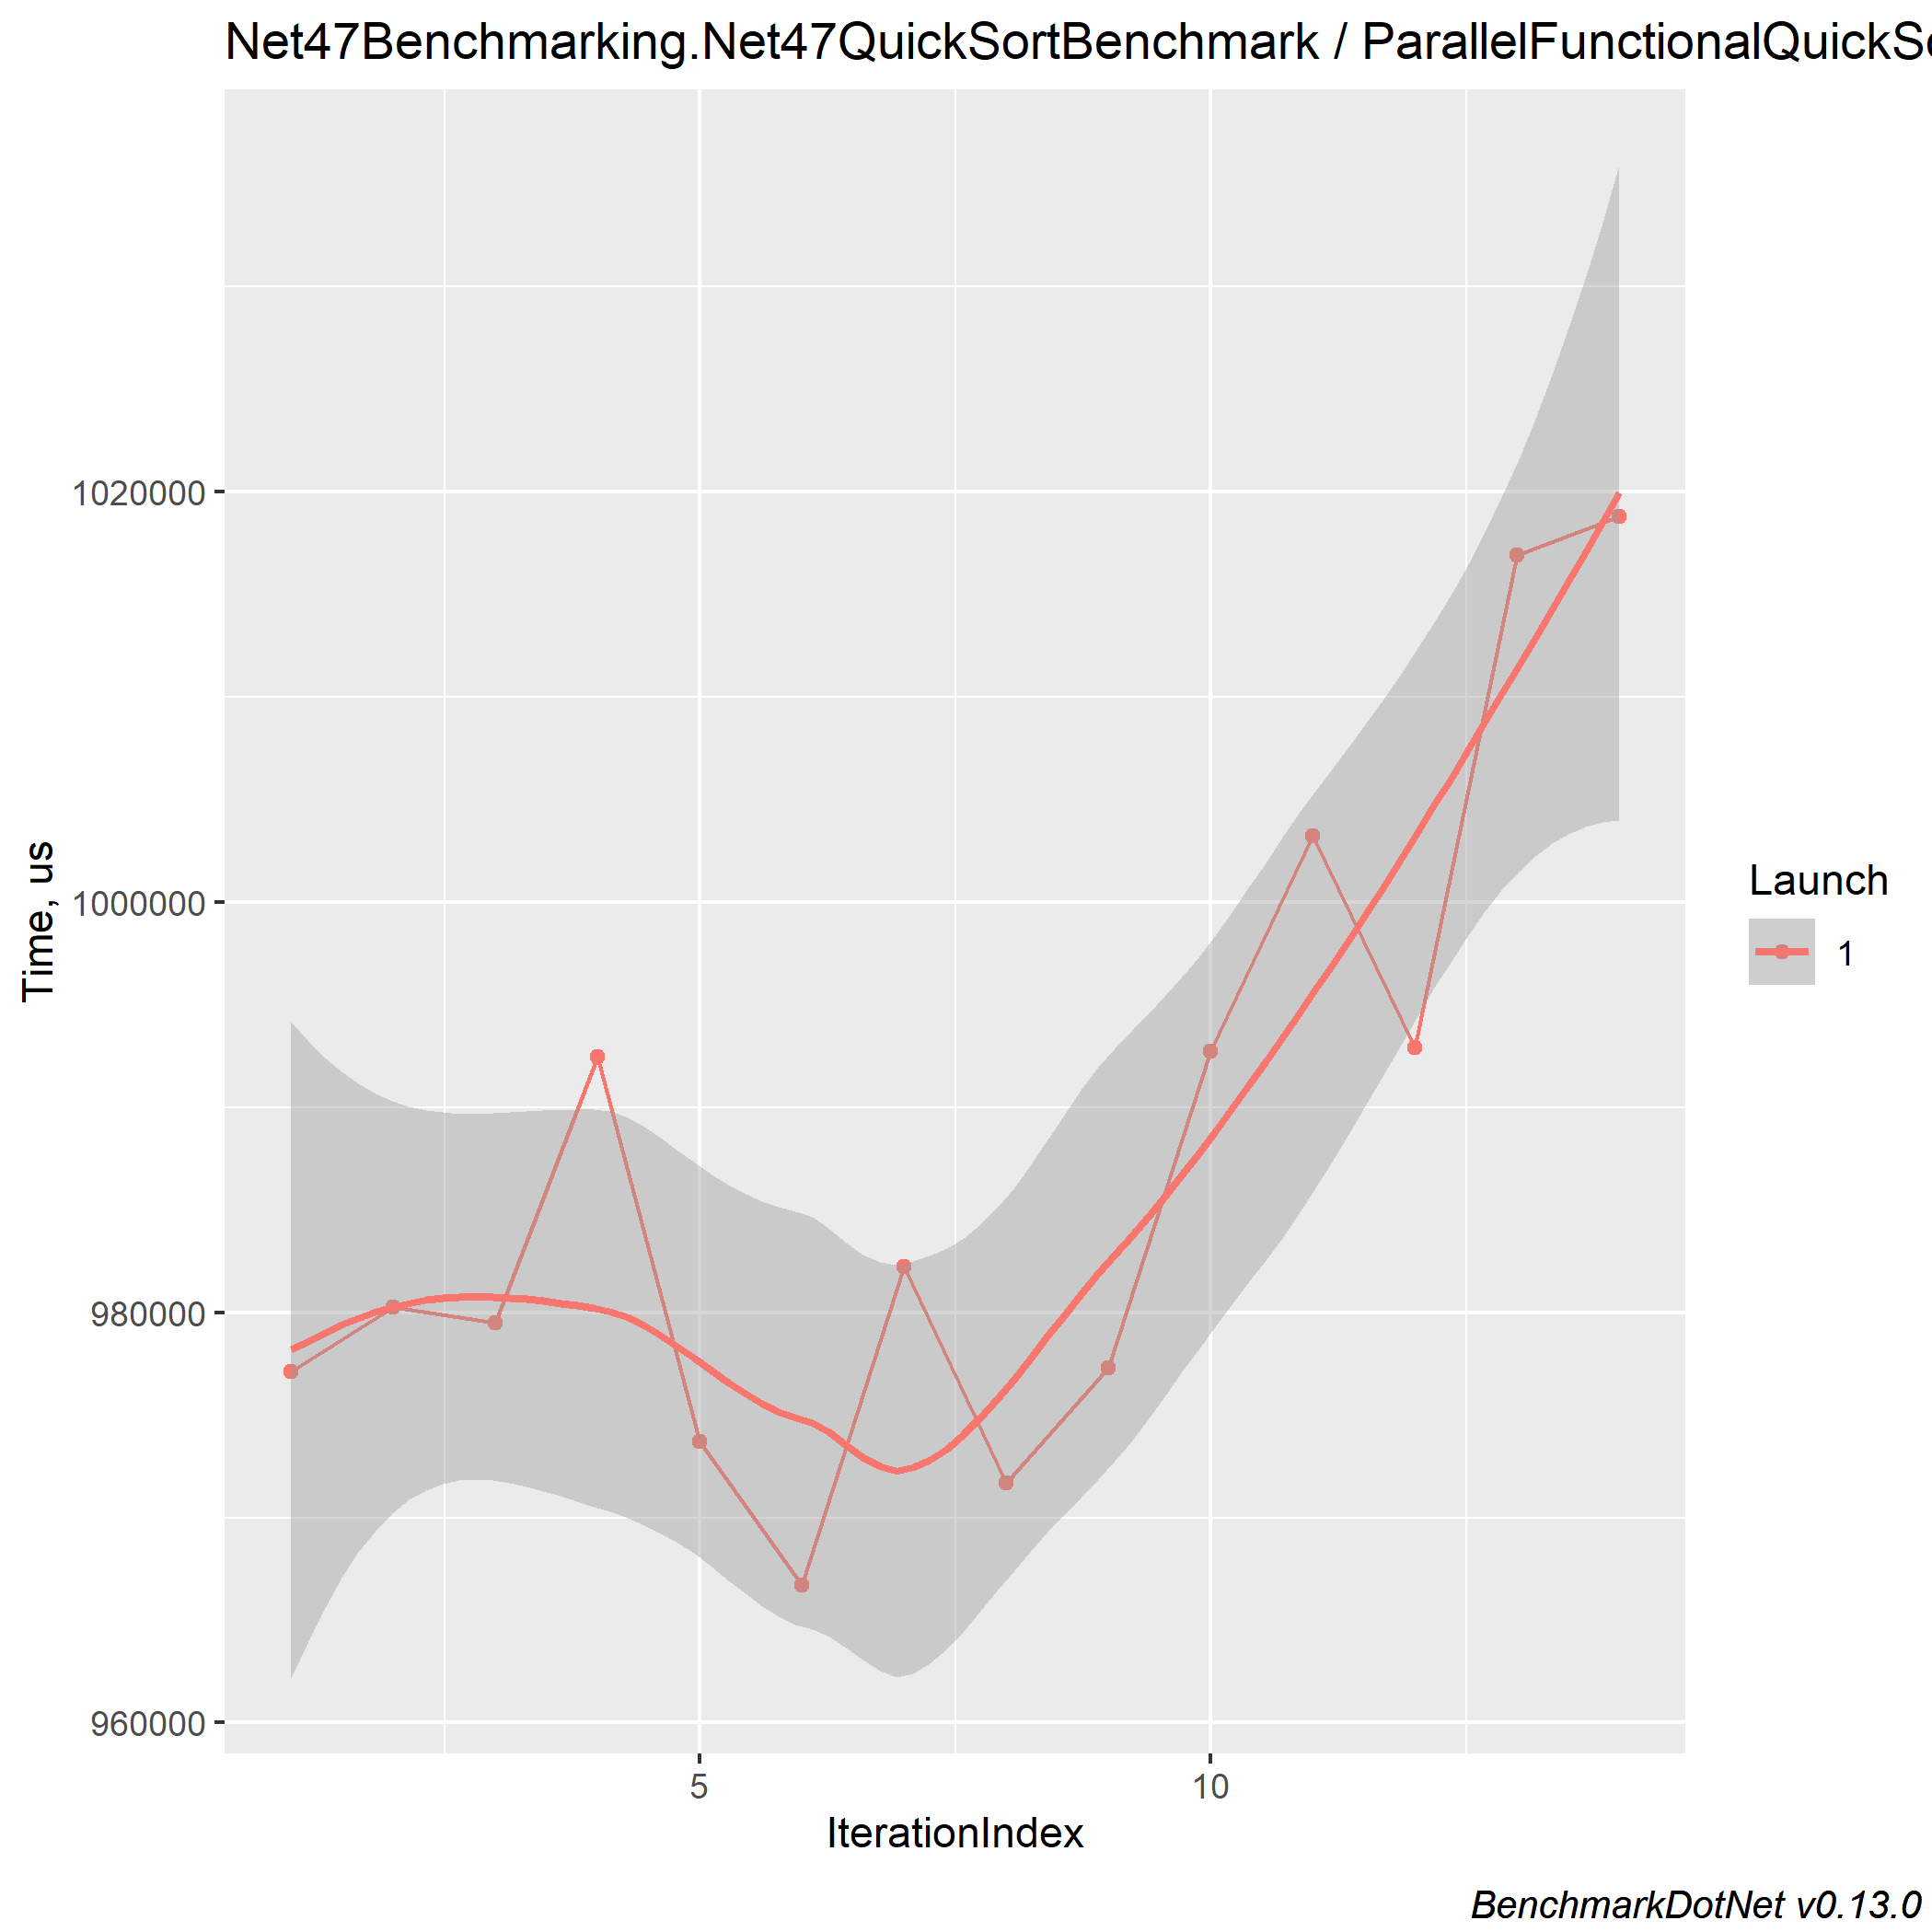 Net47Benchmarking.Net47QuickSortBenchmark / ParallelFunctionalQuickS
Time, us
1020000
1000000
980000
960000
5
10
IterationIndex
Launch
1
BenchmarkDotNet v0.13.0